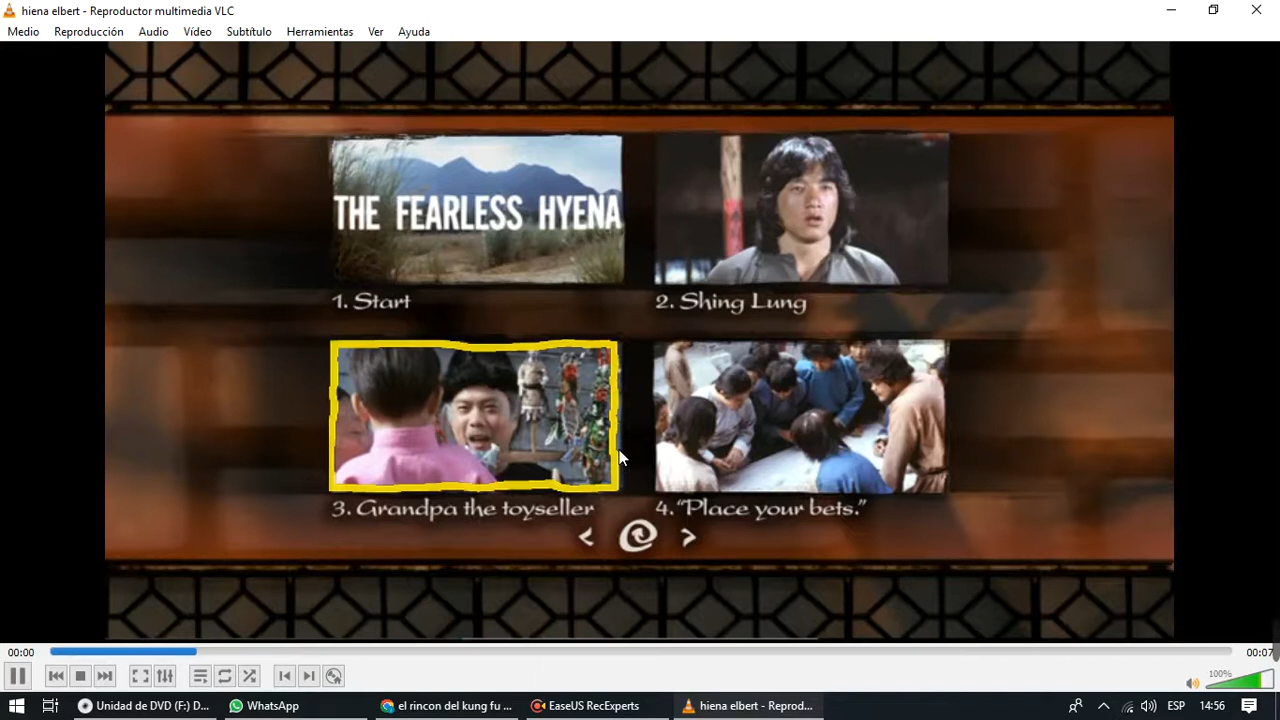 hiena elbert - Reproductor multimedia VLC
Medio Reproducción Audio Vídeo Subtítulo Herramientas Ver Ayuda
THE FEARLESS HYENA
1. Start
2. Shing Lung
3. Grandpa the toyseller
4. "Place your bets."
< >
00:00
00:07
100%
Unidad de DVD (F:) D...
WhatsApp
el rincon del kung fu ...
EaseUS RecExperts
hiena elbert - Reprod...
ESP
14:56